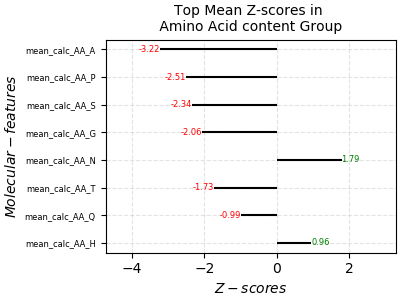 Top Mean Z-scores in
Amino Acid content Group
mean_calc_AA_A
-3.22
mean_calc_AA_P
-2.51
mean_calc_AA_S
-2.34
mean_calc_AA_G
-2.06
mean_calc_AA_N
1.79
mean_calc_AA_T
-1.73
mean_calc_AA_Q
-0.99
mean_calc_AA_H
0.96
Molecular − features
−4 −2 0 2
Z − scores